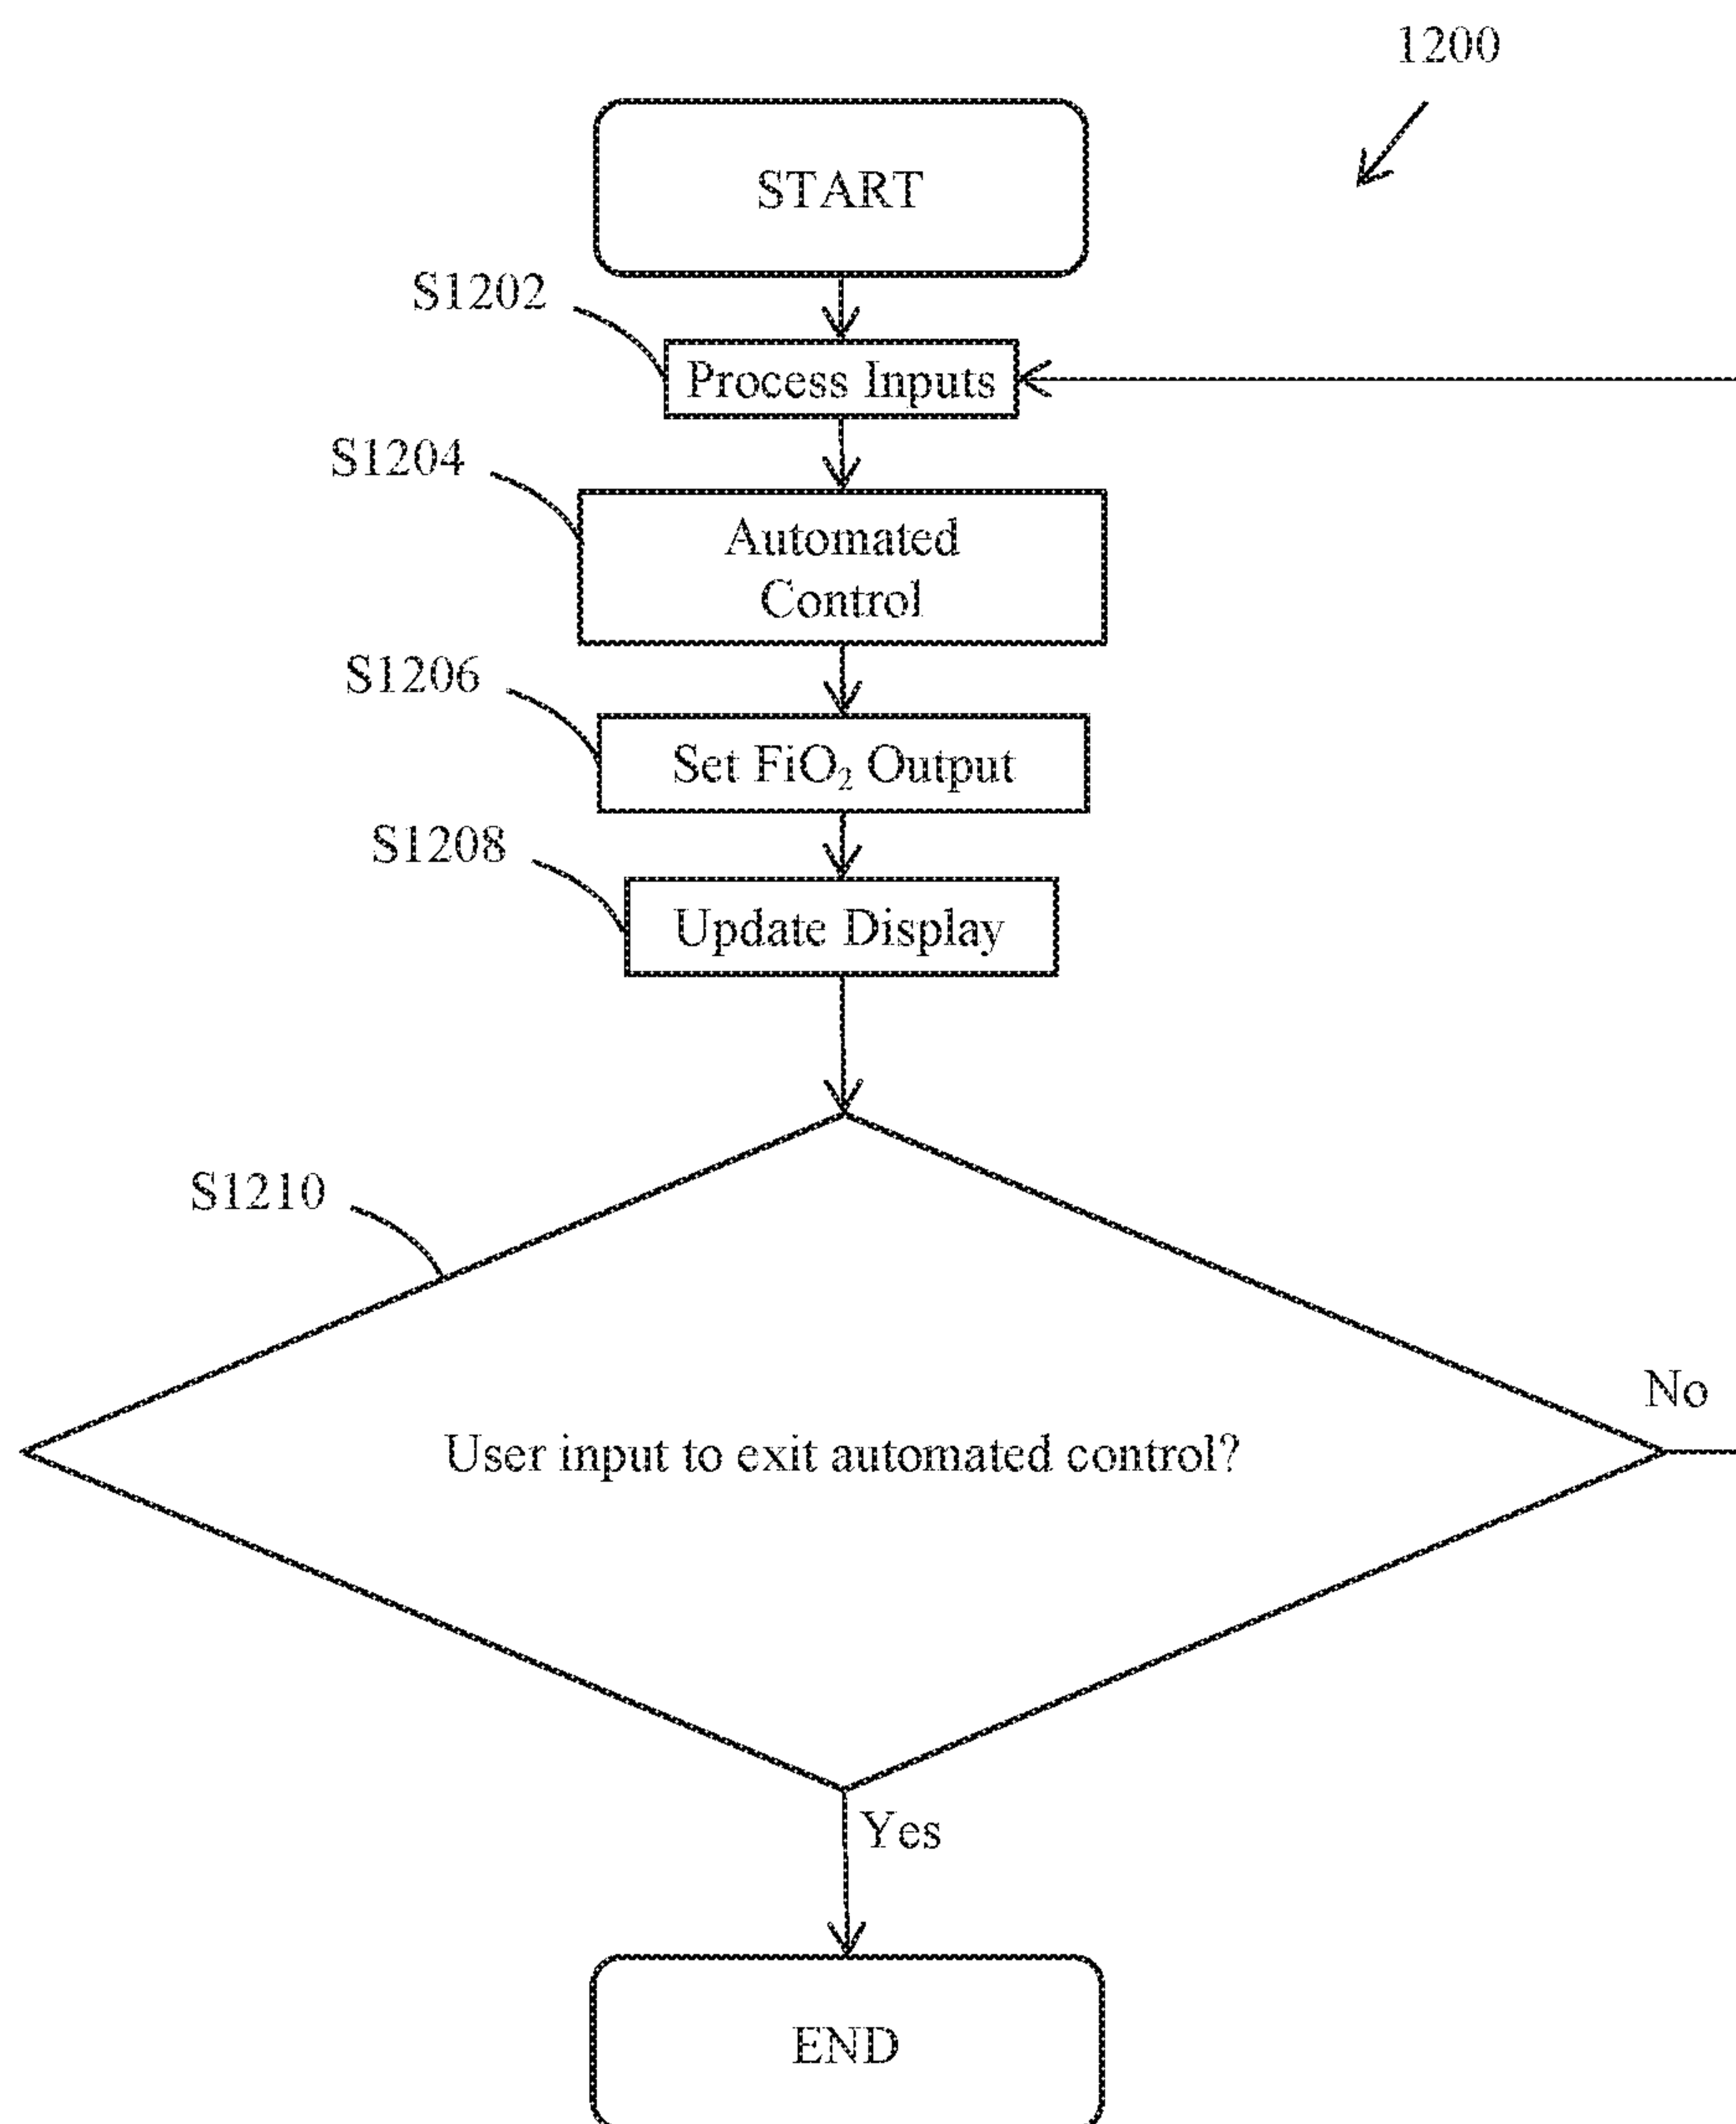 1200
START
S1202
Process Inputs
S1204
Automated
Control
S1206
Set FiO₂ Output
S1208
Update Display
S1210
User input to exit automated control?
No
Yes
END